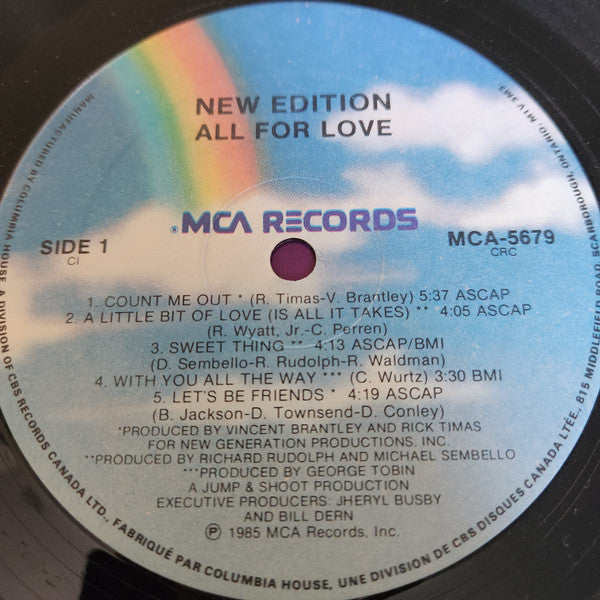 NEW EDITION
ALL FOR LOVE
MCA RECORDS
SIDE 1
CI
MCA-5679
CRC
1. COUNT ME OUT * (R. Timas-V. Brantley) 5:37 ASCAP
2. A LITTLE BIT OF LOVE (IS ALL IT TAKES) ** 4:05 ASCAP
(R. Wyatt, Jr.-C. Perren)
3. SWEET THING ** 4:13 ASCAP/BMI
(D. Sembello-R. Rudolph-R. Waldman)
4. WITH YOU ALL THE WAY *** (C. Wurtz) 3:30 BMI
5. LET'S BE FRIENDS * 4:19 ASCAP
(B. Jackson-D. Townsend-D. Conley)
*PRODUCED BY VINCENT BRANTLEY AND RICK TIMAS
FOR NEW GENERATION PRODUCTIONS, INC.
**PRODUCED BY RICHARD RUDOLPH AND MICHAEL SEMBELLO
***PRODUCED BY GEORGE TOBIN
A JUMP & SHOOT PRODUCTION
EXECUTIVE PRODUCERS: JHERYL BUSBY
AND BILL DERN
℗ 1985 MCA Records, Inc.
MANUFACTURED BY COLUMBIA HOUSE, A DIVISION OF CBS RECORDS CANADA LTD., FABRIQUÉ PAR COLUMBIA HOUSE, UNE DIVISION DE CBS DISQUES CANADA LTÉE., 815 MIDDLEFIELD ROAD, SCARBOROUGH, ONTARIO, M1V 3M3